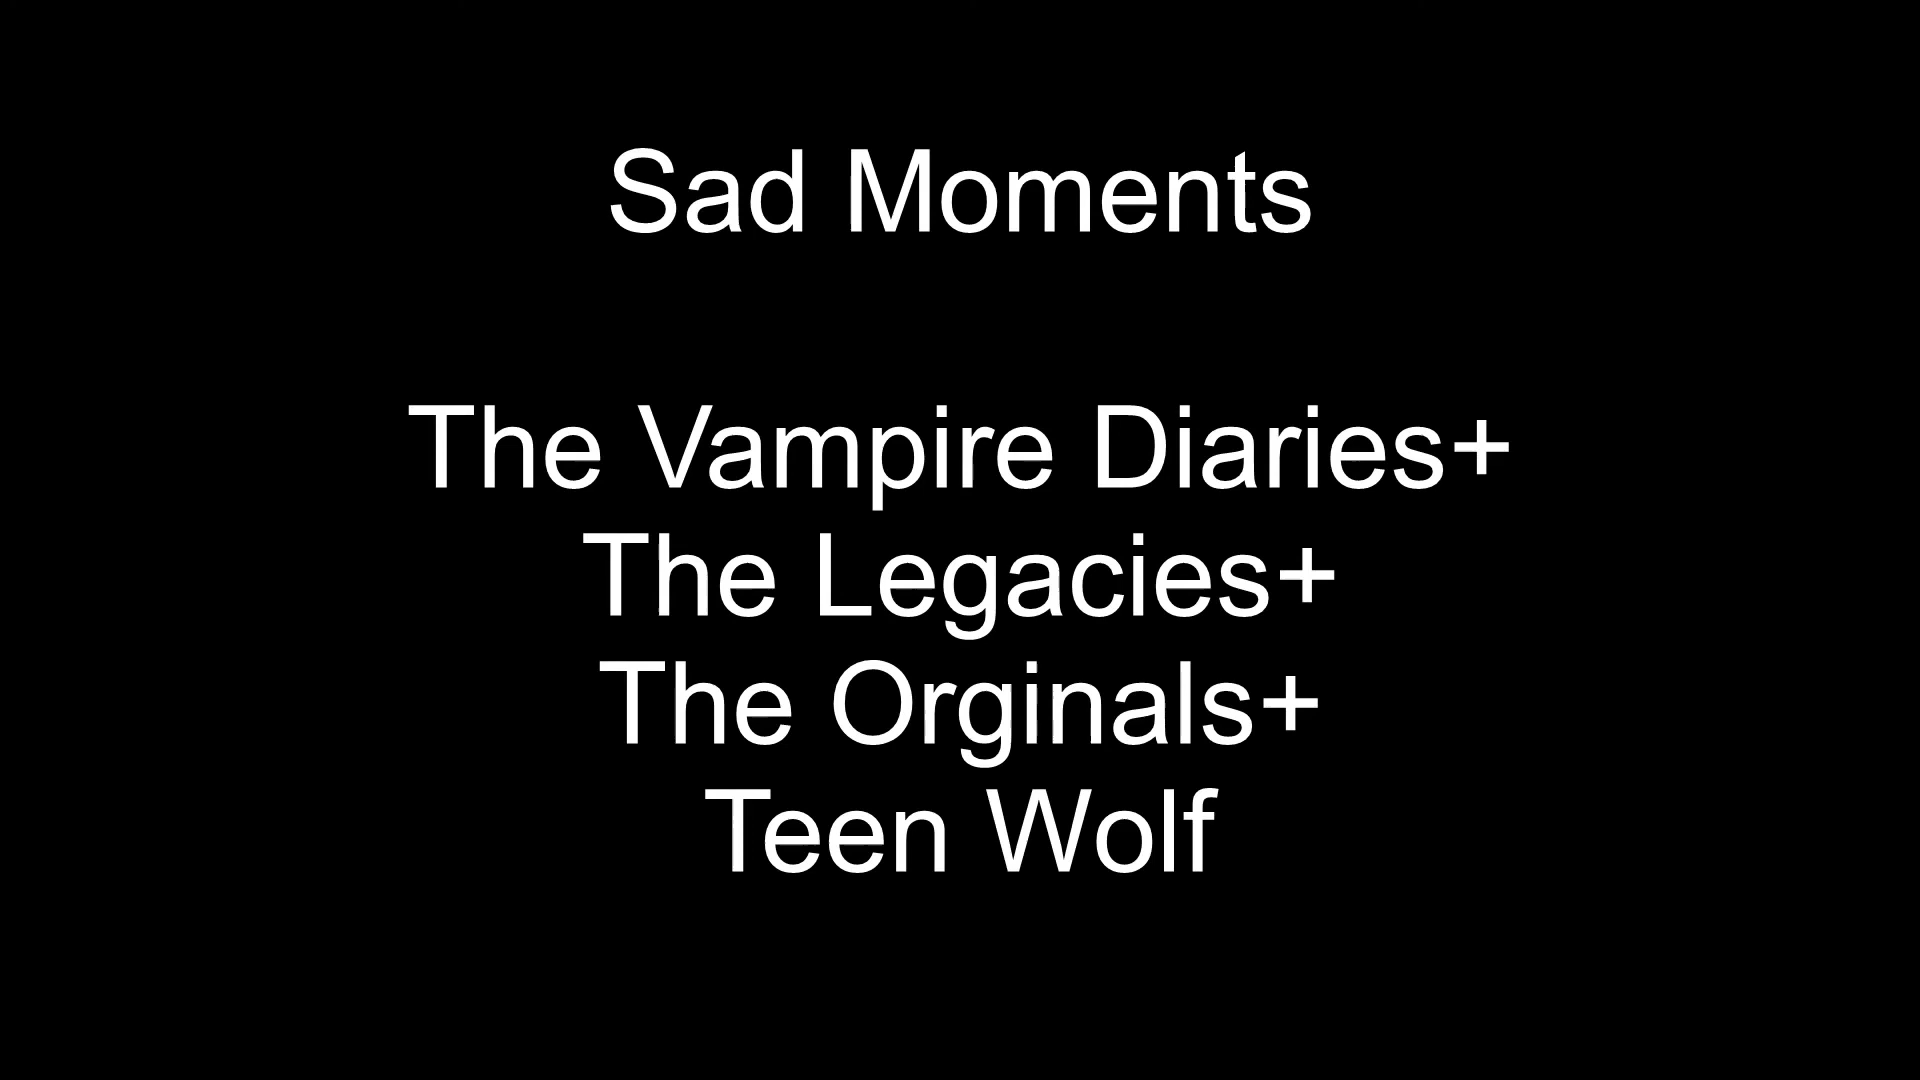 Sad Moments
The Vampire Diaries+
The Legacies+
The Orginals+
Teen Wolf